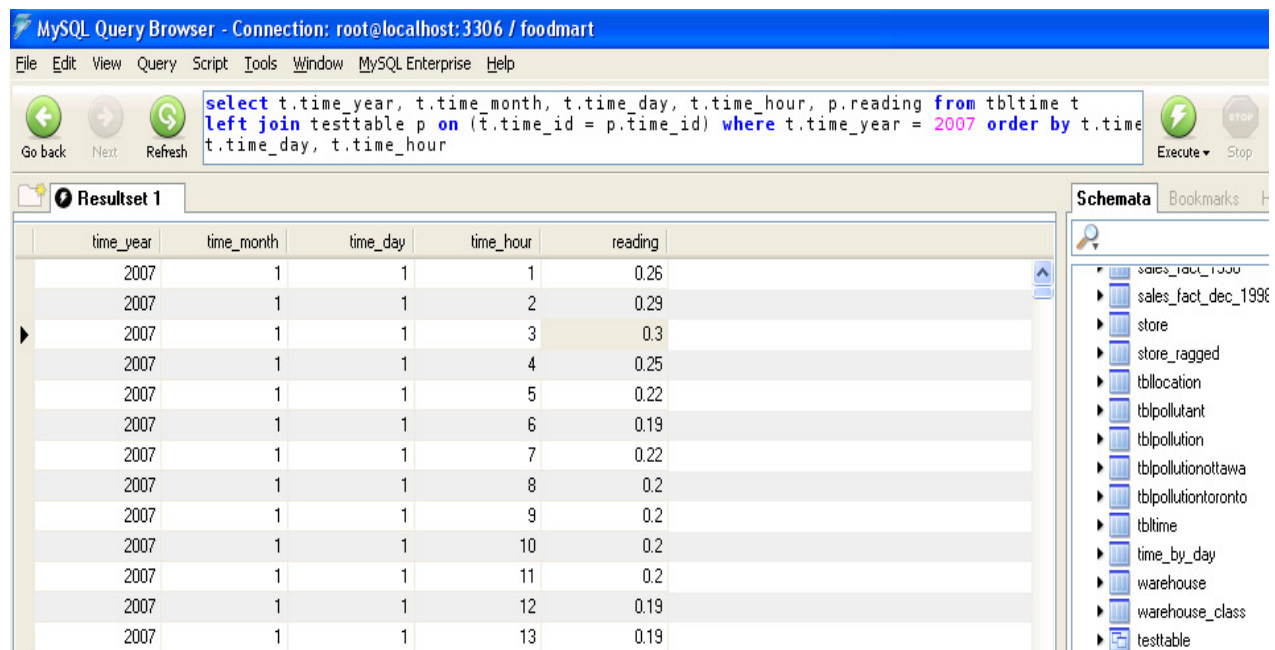 MySQL Query Browser - Connection: root@localhost:3306 / foodmart
File Edit View Query Script Tools Window MySQL Enterprise Help
Go back Next Refresh
select t.time_year, t.time_month, t.time_day, t.time_hour, p.reading from tbltime t
left join testtable p on (t.time_id = p.time_id) where t.time_year = 2007 order by t.time
t.time_day, t.time_hour
Execute Stop
Resultset 1
time_year time_month time_day time_hour reading
2007 1 1 1 0.26
2007 1 1 2 0.29
2007 1 1 3 0.3
2007 1 1 4 0.25
2007 1 1 5 0.22
2007 1 1 6 0.19
2007 1 1 7 0.22
2007 1 1 8 0.2
2007 1 1 9 0.2
2007 1 1 10 0.2
2007 1 1 11 0.2
2007 1 1 12 0.19
2007 1 1 13 0.19
Schemata Bookmarks H
sales_fact_dec_1998
store
store_ragged
tbllocation
tblpollutant
tblpollution
tblpollutionottawa
tblpollutiontoronto
tbltime
time_by_day
warehouse
warehouse_class
testtable